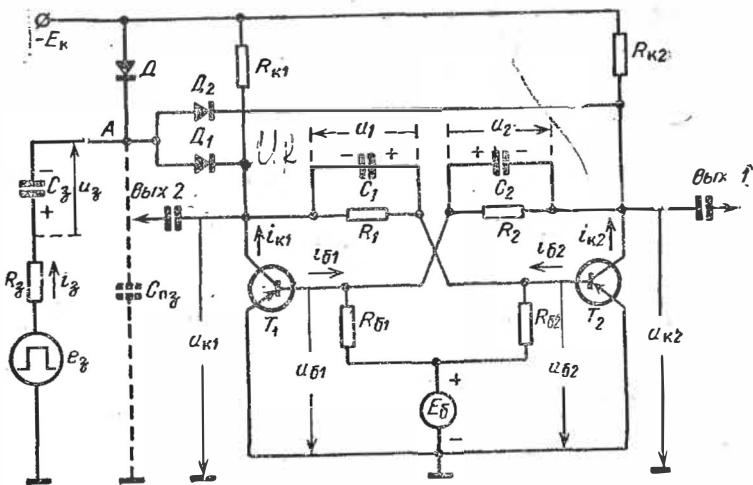 -Eк
Д
Rк1
Rк2
А
Д2
Д1
U.К
u1
u2
- +
+ -
C1
C2
Вых 2
Вых 1
R1
R2
-
Cз
+
uз
Rз
iз
eз
Cпз
iк1
iк2
iб1
iб2
T1
T2
uк1
uб1
Rб1
Rб2
uб2
uк2
+
Eб
-